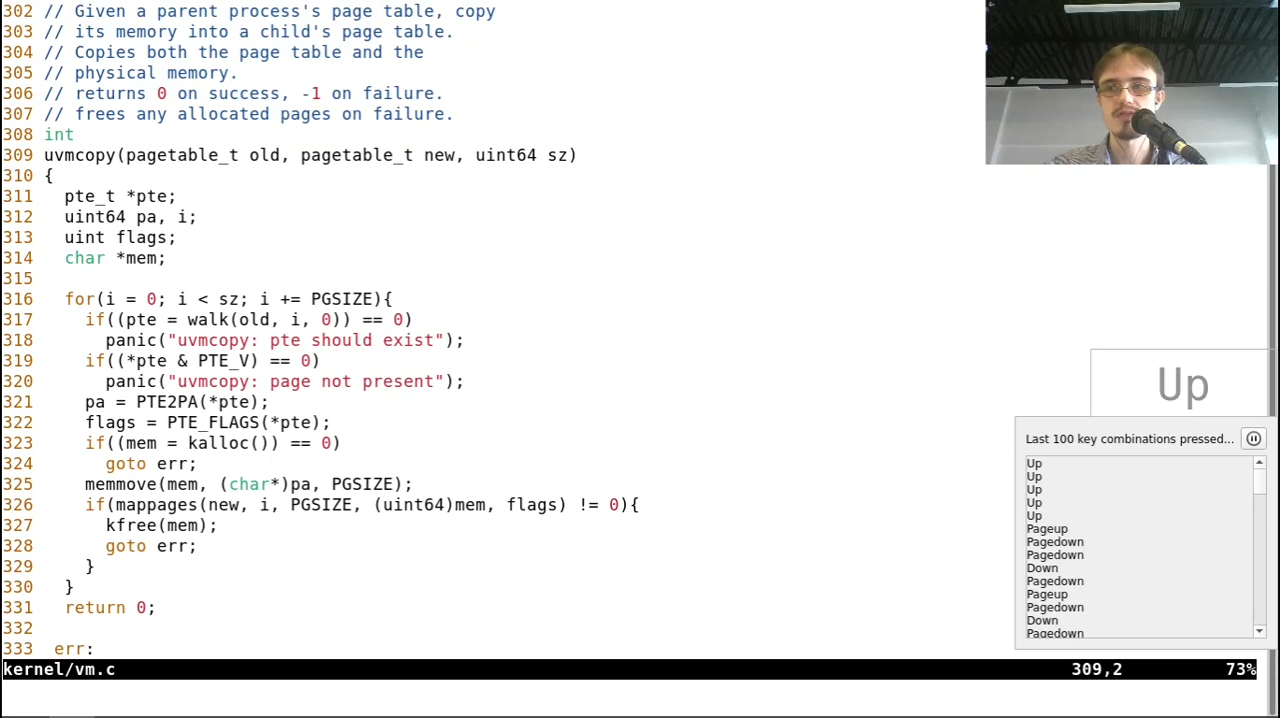 302 // Given a parent process's page table, copy
303 // its memory into a child's page table.
304 // Copies both the page table and the
305 // physical memory.
306 // returns 0 on success, -1 on failure.
307 // frees any allocated pages on failure.
308 int
309 uvmcopy(pagetable_t old, pagetable_t new, uint64 sz)
310 {
311   pte_t *pte;
312   uint64 pa, i;
313   uint flags;
314   char *mem;
315
316   for(i = 0; i < sz; i += PGSIZE){
317     if((pte = walk(old, i, 0)) == 0)
318       panic("uvmcopy: pte should exist");
319     if((*pte & PTE_V) == 0)
320       panic("uvmcopy: page not present");
321     pa = PTE2PA(*pte);
322     flags = PTE_FLAGS(*pte);
323     if((mem = kalloc()) == 0)
324       goto err;
325     memmove(mem, (char*)pa, PGSIZE);
326     if(mappages(new, i, PGSIZE, (uint64)mem, flags) != 0){
327       kfree(mem);
328       goto err;
329     }
330   }
331   return 0;
332
333  err:
kernel/vm.c 309,2 73%
Up
Last 100 key combinations pressed...
Up
Up
Up
Up
Up
Pageup
Pagedown
Pagedown
Down
Pagedown
Pageup
Pagedown
Down
Pagedown